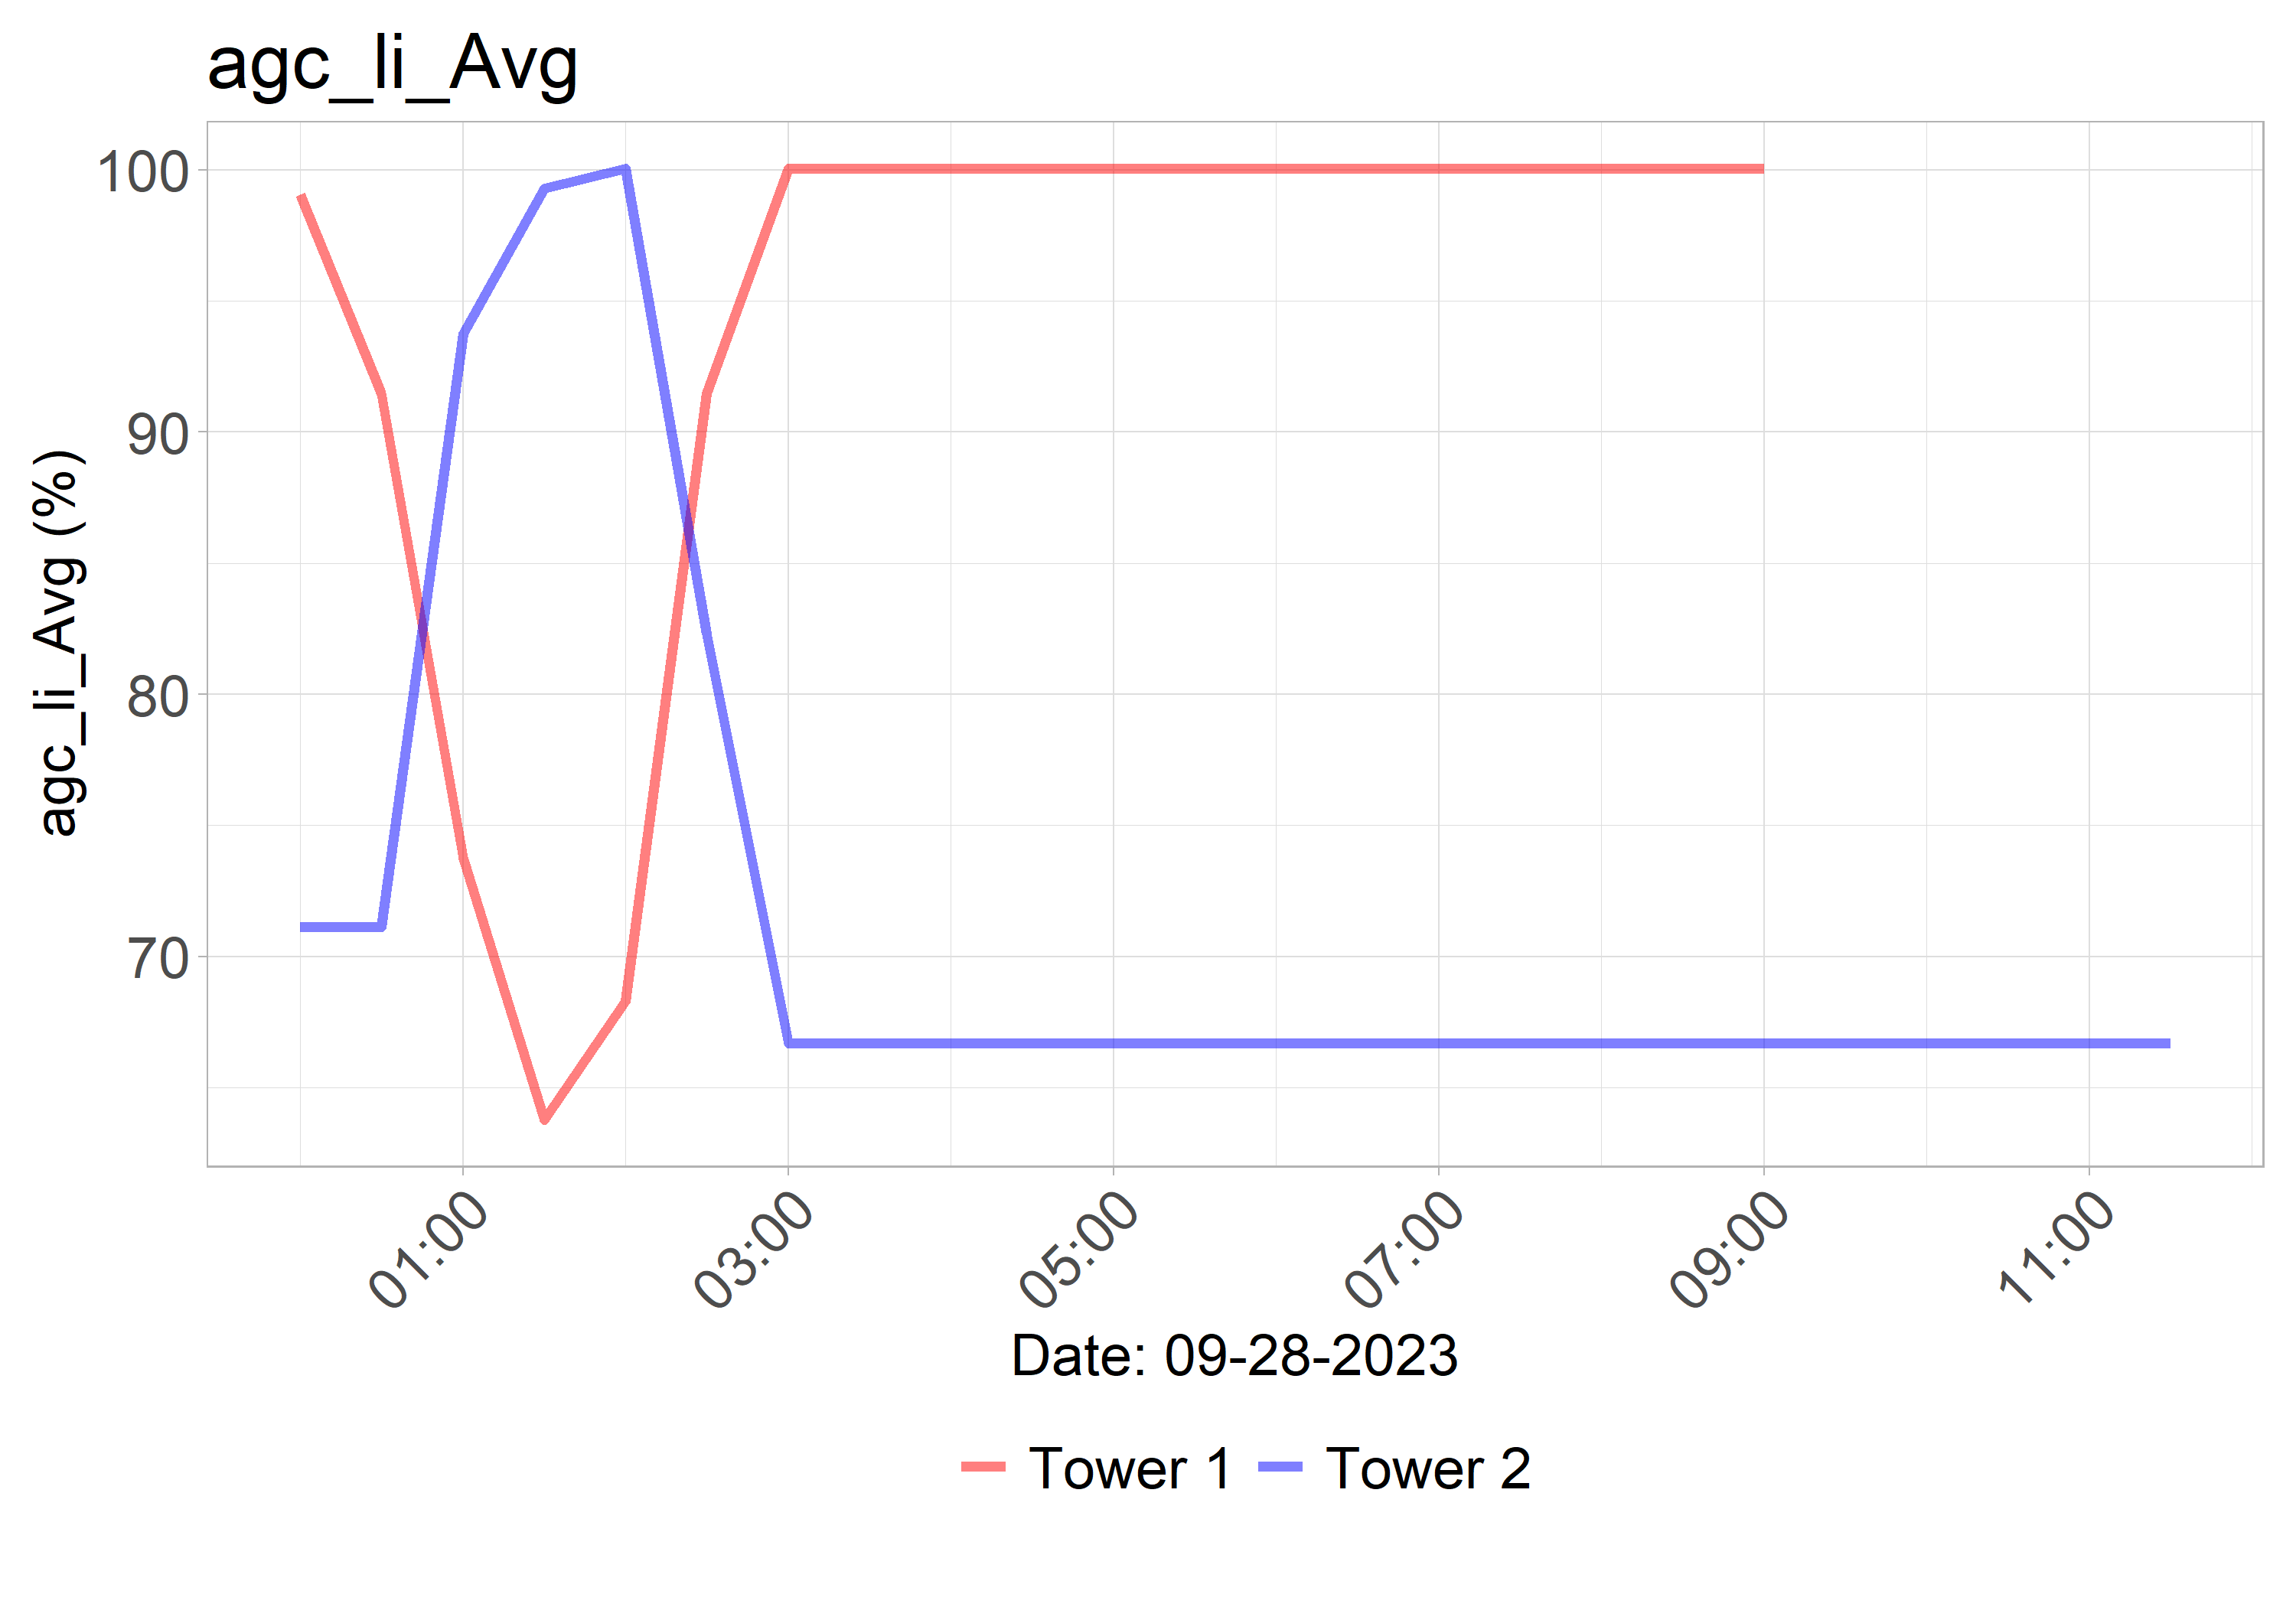 agc_li_Avg
agc_li_Avg (%)
100
90
80
70
01:00 03:00 05:00 07:00 09:00 11:00
Date: 09-28-2023
Tower 1 Tower 2